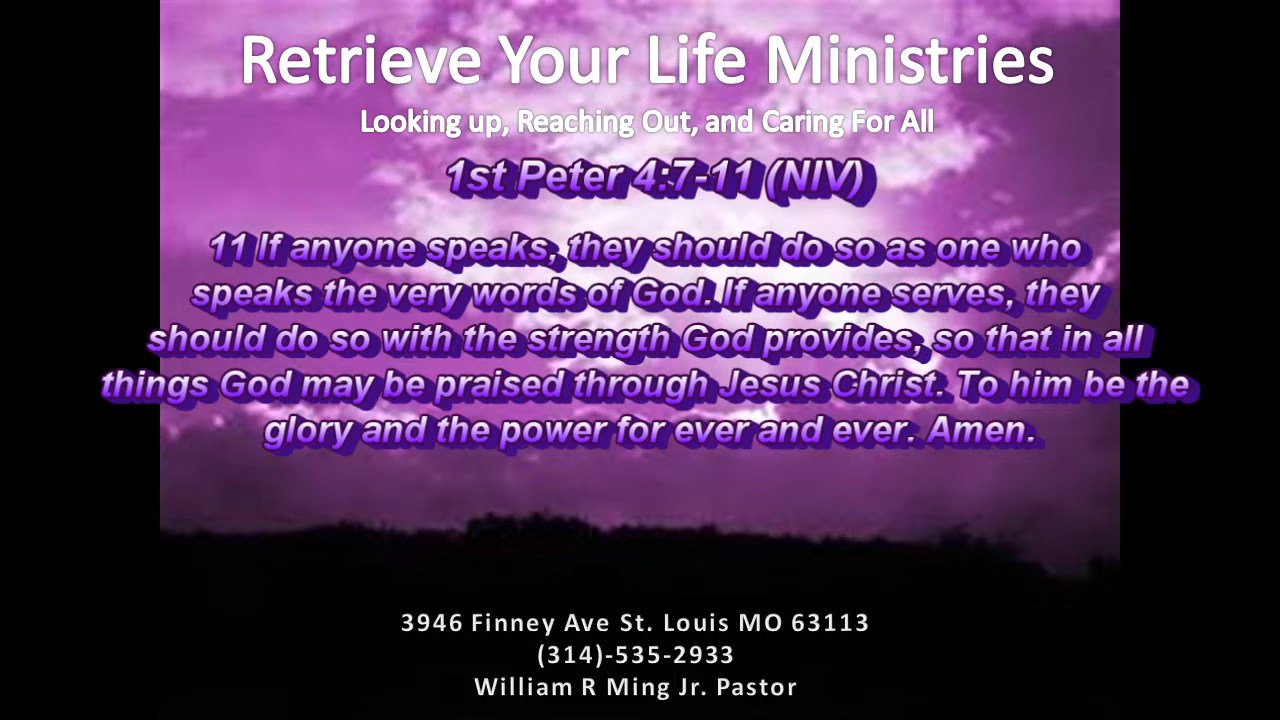 Retrieve Your Life Ministries
Looking up, Reaching Out, and Caring For All
1st Peter 4:7-11 (NIV)
11 If anyone speaks, they should do so as one who
speaks the very words of God. If anyone serves, they
should do so with the strength God provides, so that in all
things God may be praised through Jesus Christ. To him be the
glory and the power for ever and ever. Amen.
3946 Finney Ave St. Louis MO 63113
(314)-535-2933
William R Ming Jr. Pastor